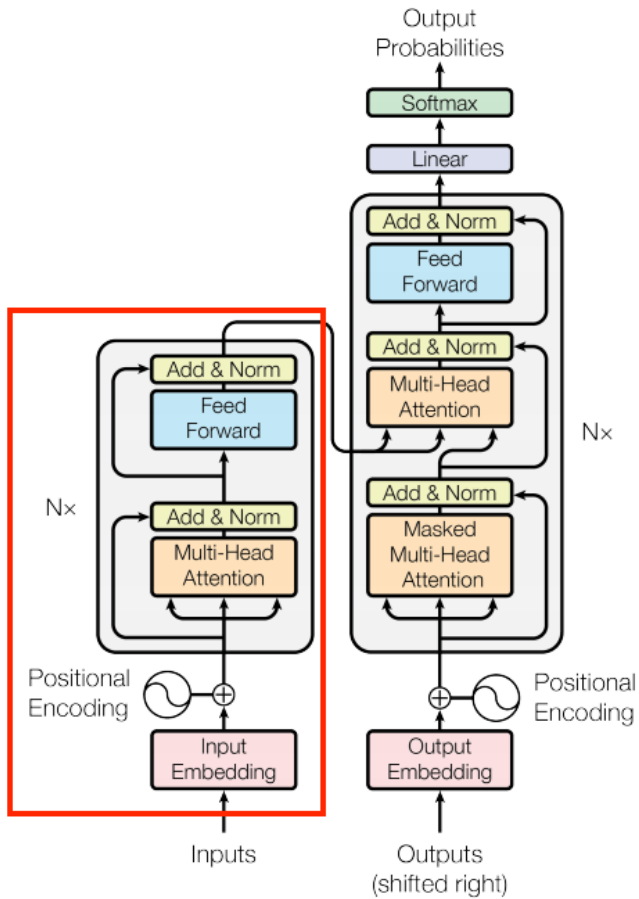 Output
Probabilities
Softmax
Linear
Add & Norm
Feed
Forward
Add & Norm
Multi-Head
Attention
Nx
Add & Norm
Masked
Multi-Head
Attention
Add & Norm
Feed
Forward
Nx
Add & Norm
Multi-Head
Attention
Positional
Encoding
Positional
Encoding
Input
Embedding
Output
Embedding
Inputs
Outputs
(shifted right)